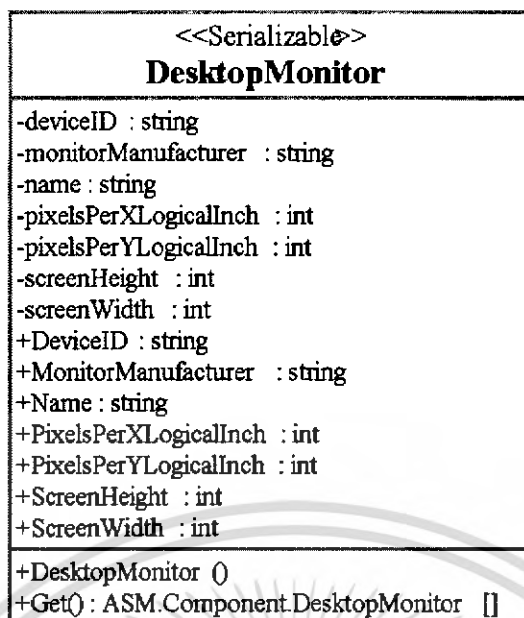 <<Serializable>>
DesktopMonitor
-deviceID : string
-monitorManufacturer : string
-name : string
-pixelsPerXLogicalInch : int
-pixelsPerYLogicalInch : int
-screenHeight : int
-screenWidth : int
+DeviceID : string
+MonitorManufacturer : string
+Name : string
+PixelsPerXLogicalInch : int
+PixelsPerYLogicalInch : int
+ScreenHeight : int
+ScreenWidth : int
+DesktopMonitor ()
+Get() : ASM.Component.DesktopMonitor []